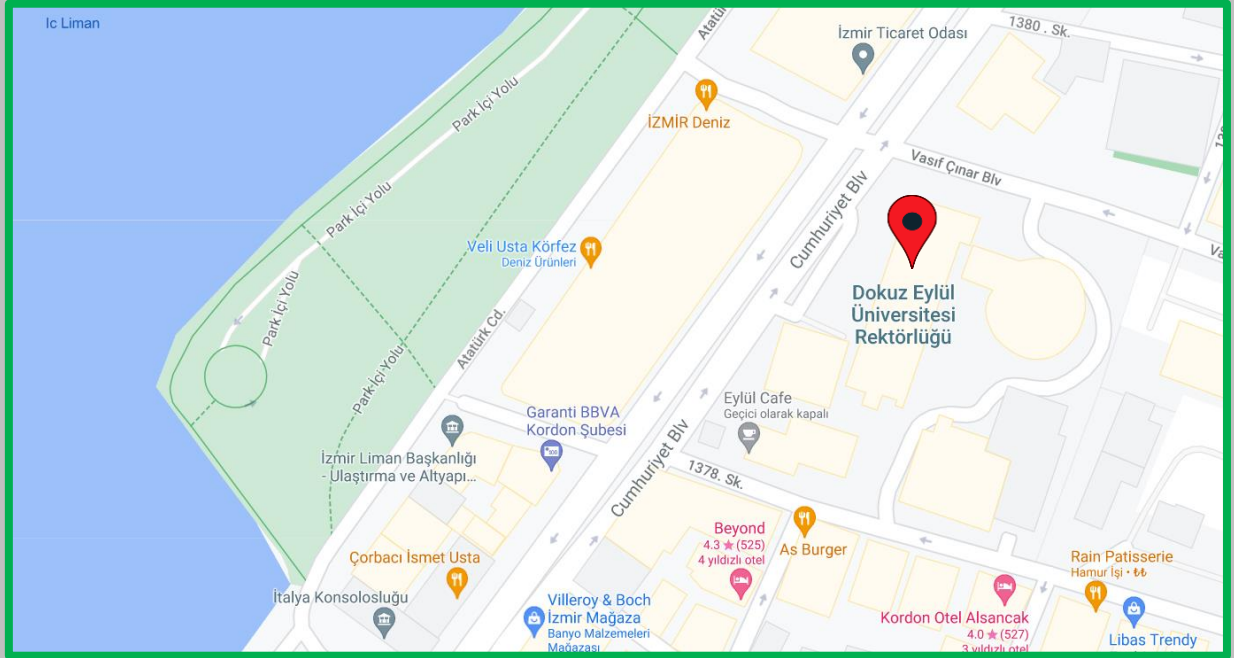 Ic Liman
Atatür
İzmir Ticaret Odası
1380 . Sk.
İZMİR Deniz
Park İçi Yolu
Vasıf Çınar Blv
Park İçi Yolu
Cumhuriyet Blv
Veli Usta Körfez
Deniz Ürünleri
Park İçi Yolu
Dokuz Eylül
Üniversitesi
Rektörlüğü
Atatürk Cd.
Park İçi Yolu
Eylül Cafe
Geçici olarak kapalı
Garanti BBVA
Kordon Şubesi
Cumhuriyet Blv
İzmir Liman Başkanlığı
- Ulaştırma ve Altyapı...
1378. Sk.
Beyond
4.3 ★ (525)
4 yıldızlı otel
As Burger
Çorbacı İsmet Usta
Rain Patisserie
Hamur İşi · ₺₺
İtalya Konsolosluğu
Villeroy & Boch
İzmir Mağaza
Banyo Malzemeleri
Mağazası
Kordon Otel Alsancak
4.0 ★ (527)
3 yıldızlı otel
Libas Trendy